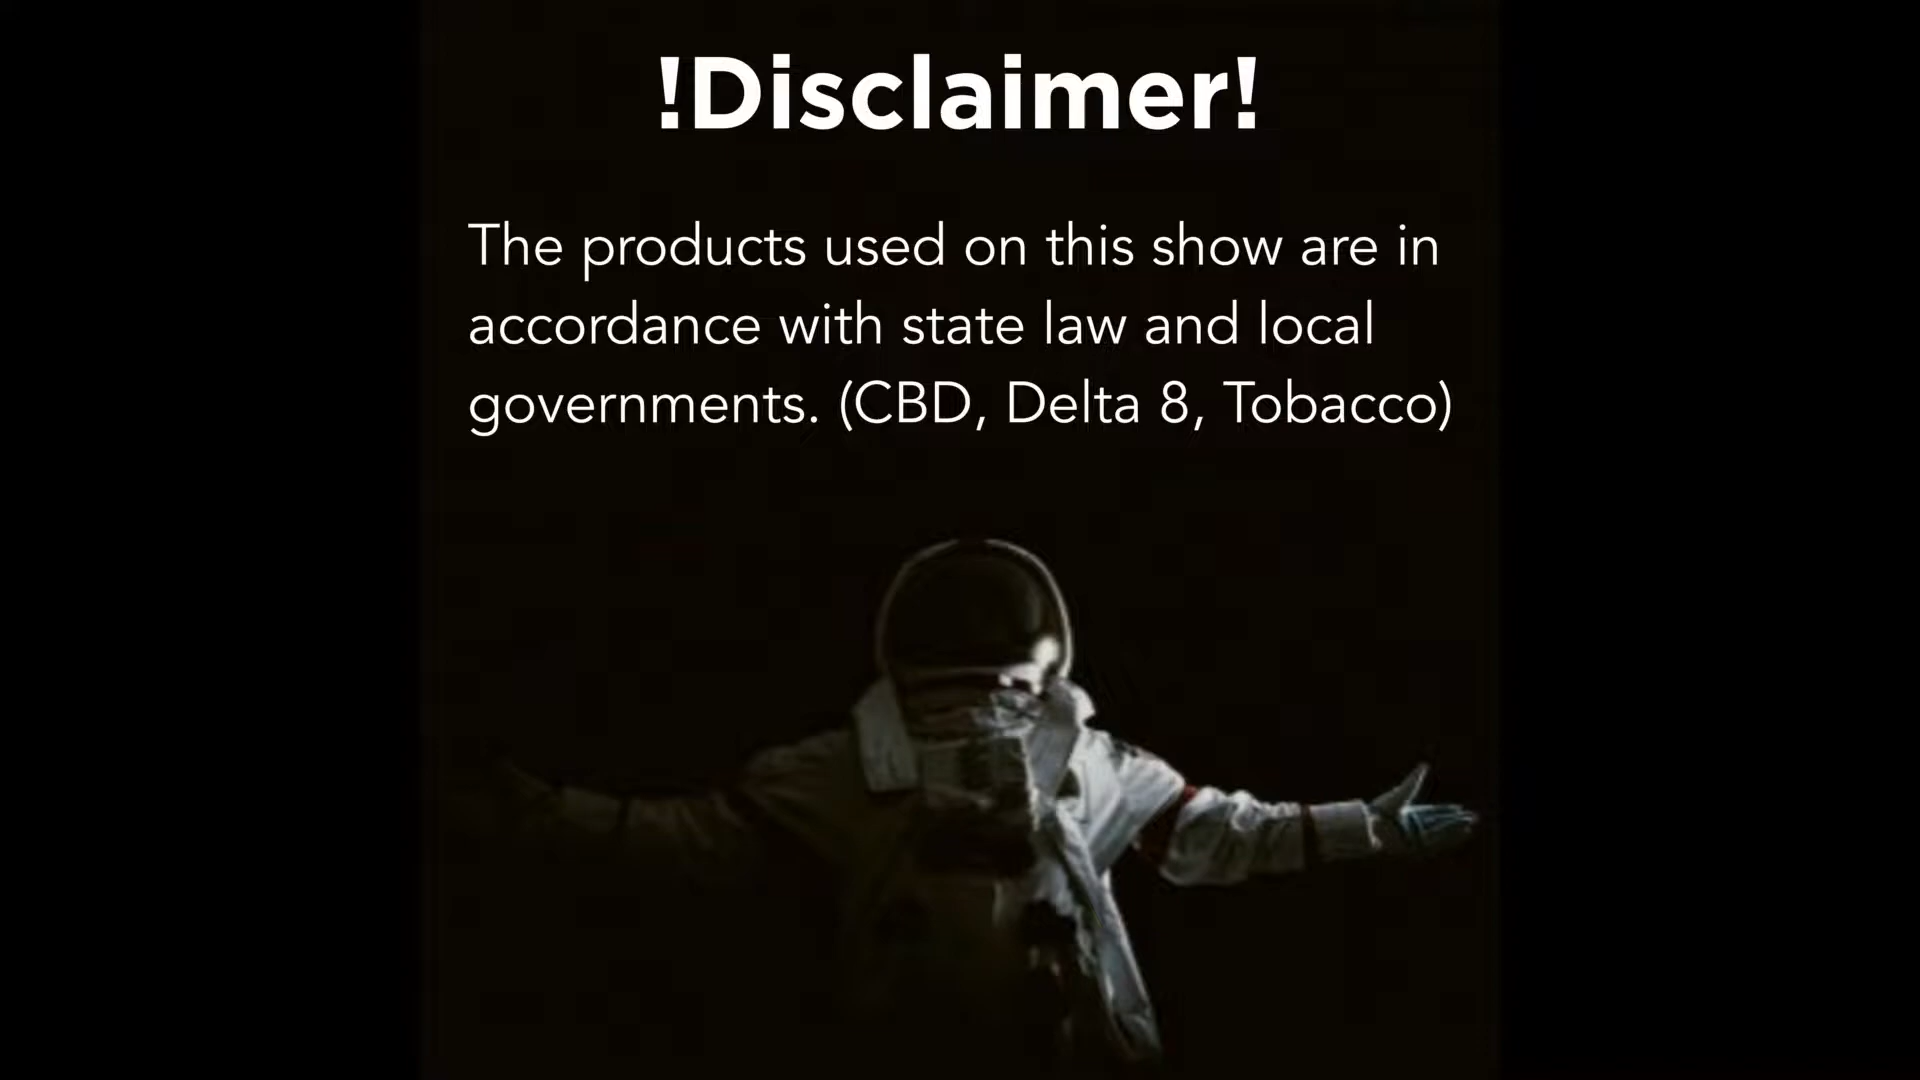 !Disclaimer!
The products used on this show are in
accordance with state law and local
governments. (CBD, Delta 8, Tobacco)